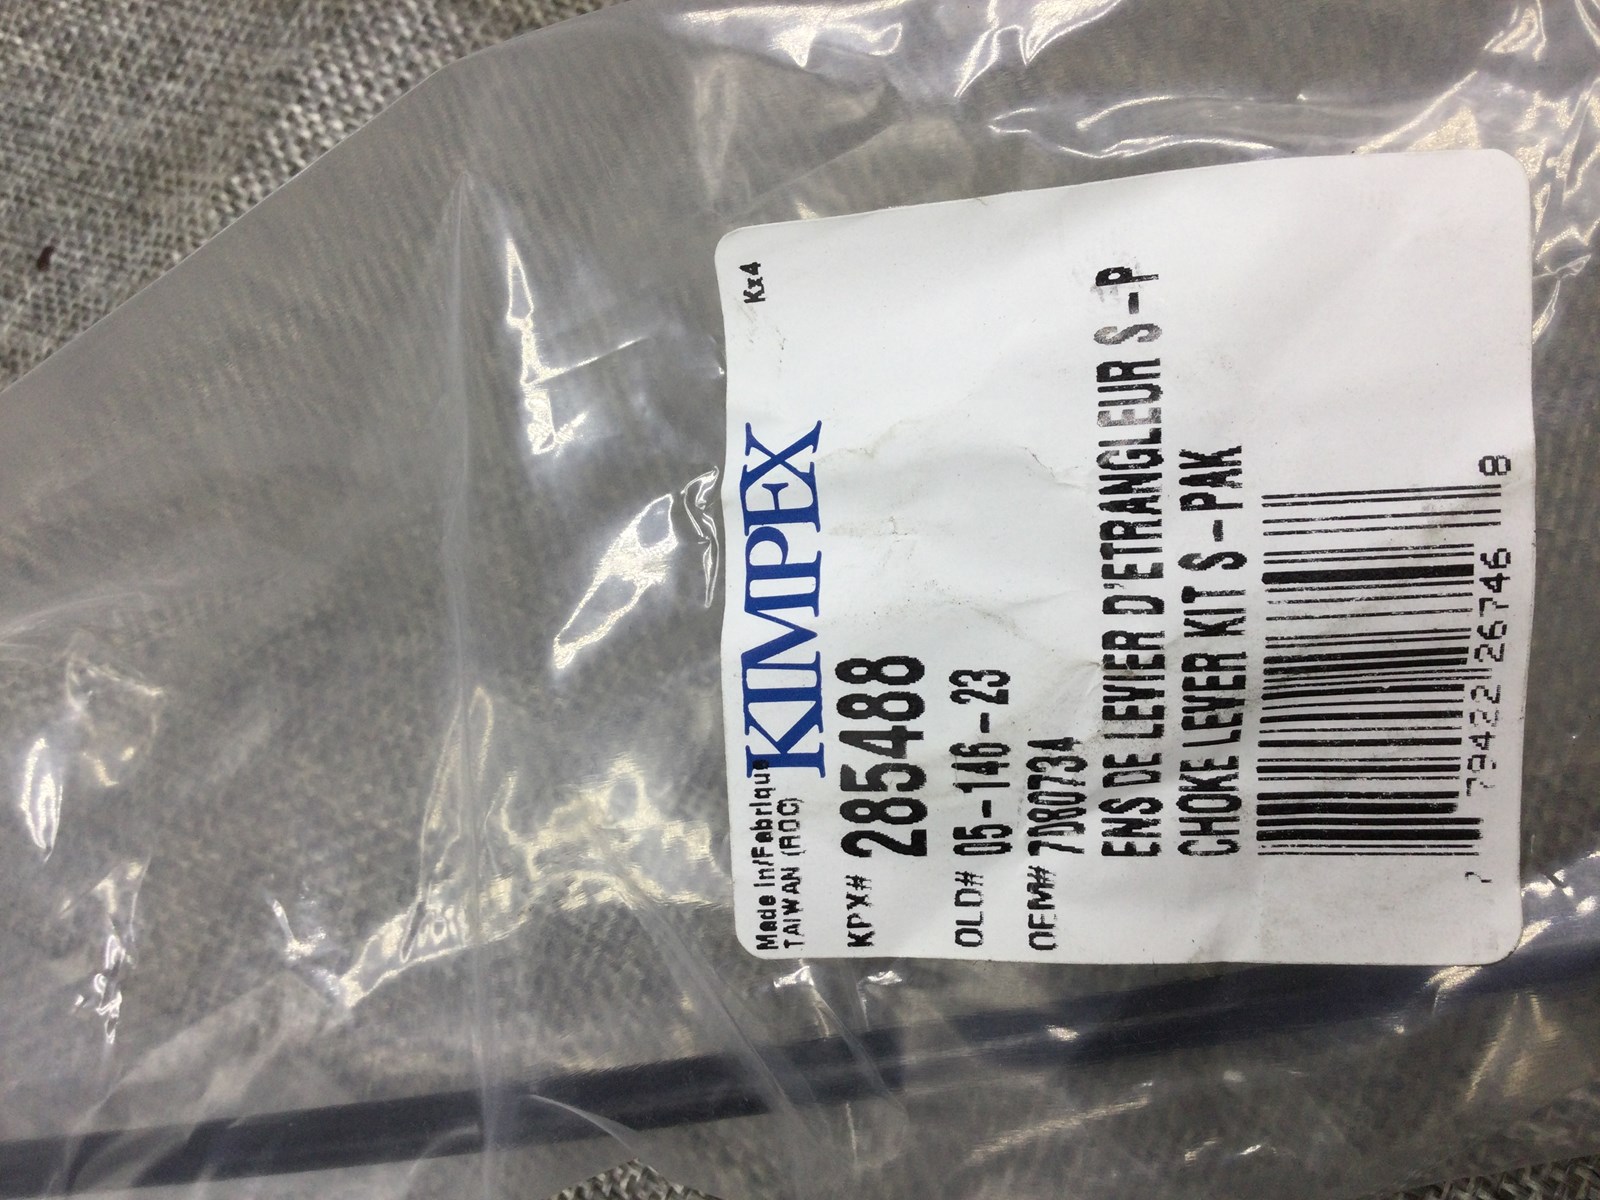 Made In/Fabrique
TAIWAN (ROC)
Kx4
KIMPEX
KPX# 285488
OLD# 05-146-23
OEM# 7080734
ENS DE LEVIER D'ETRANGLEUR S-P
CHOKE LEVER KIT S-PAK
7 79422 26746 8